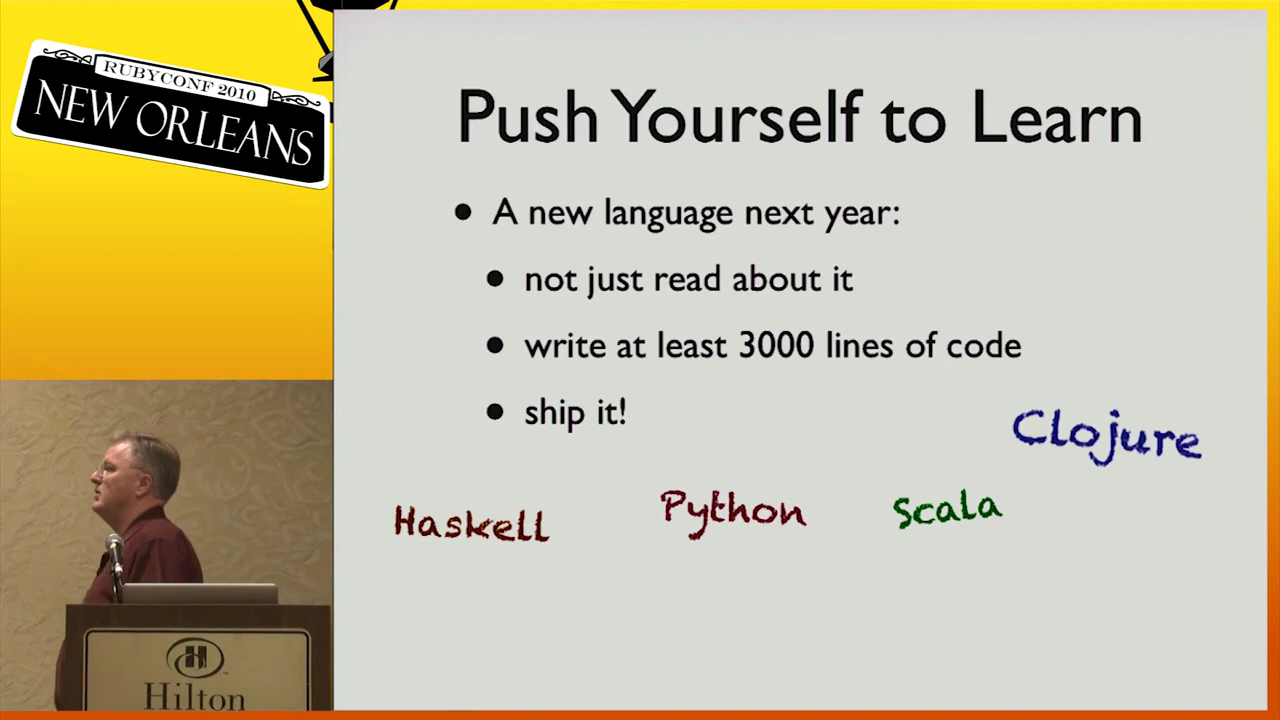 RUBYCONF 2010
NEW ORLEANS
Push Yourself to Learn
• A new language next year:
• not just read about it
• write at least 3000 lines of code
• ship it!
Clojure
Haskell Python Scala
H
Hilton